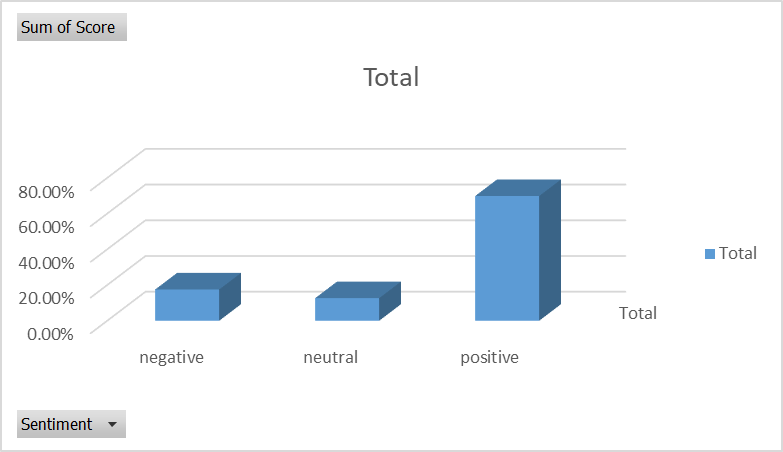 Sum of Score
Total
80.00%
60.00%
40.00%
20.00%
0.00%
Total
Total
negative
neutral
positive
Sentiment